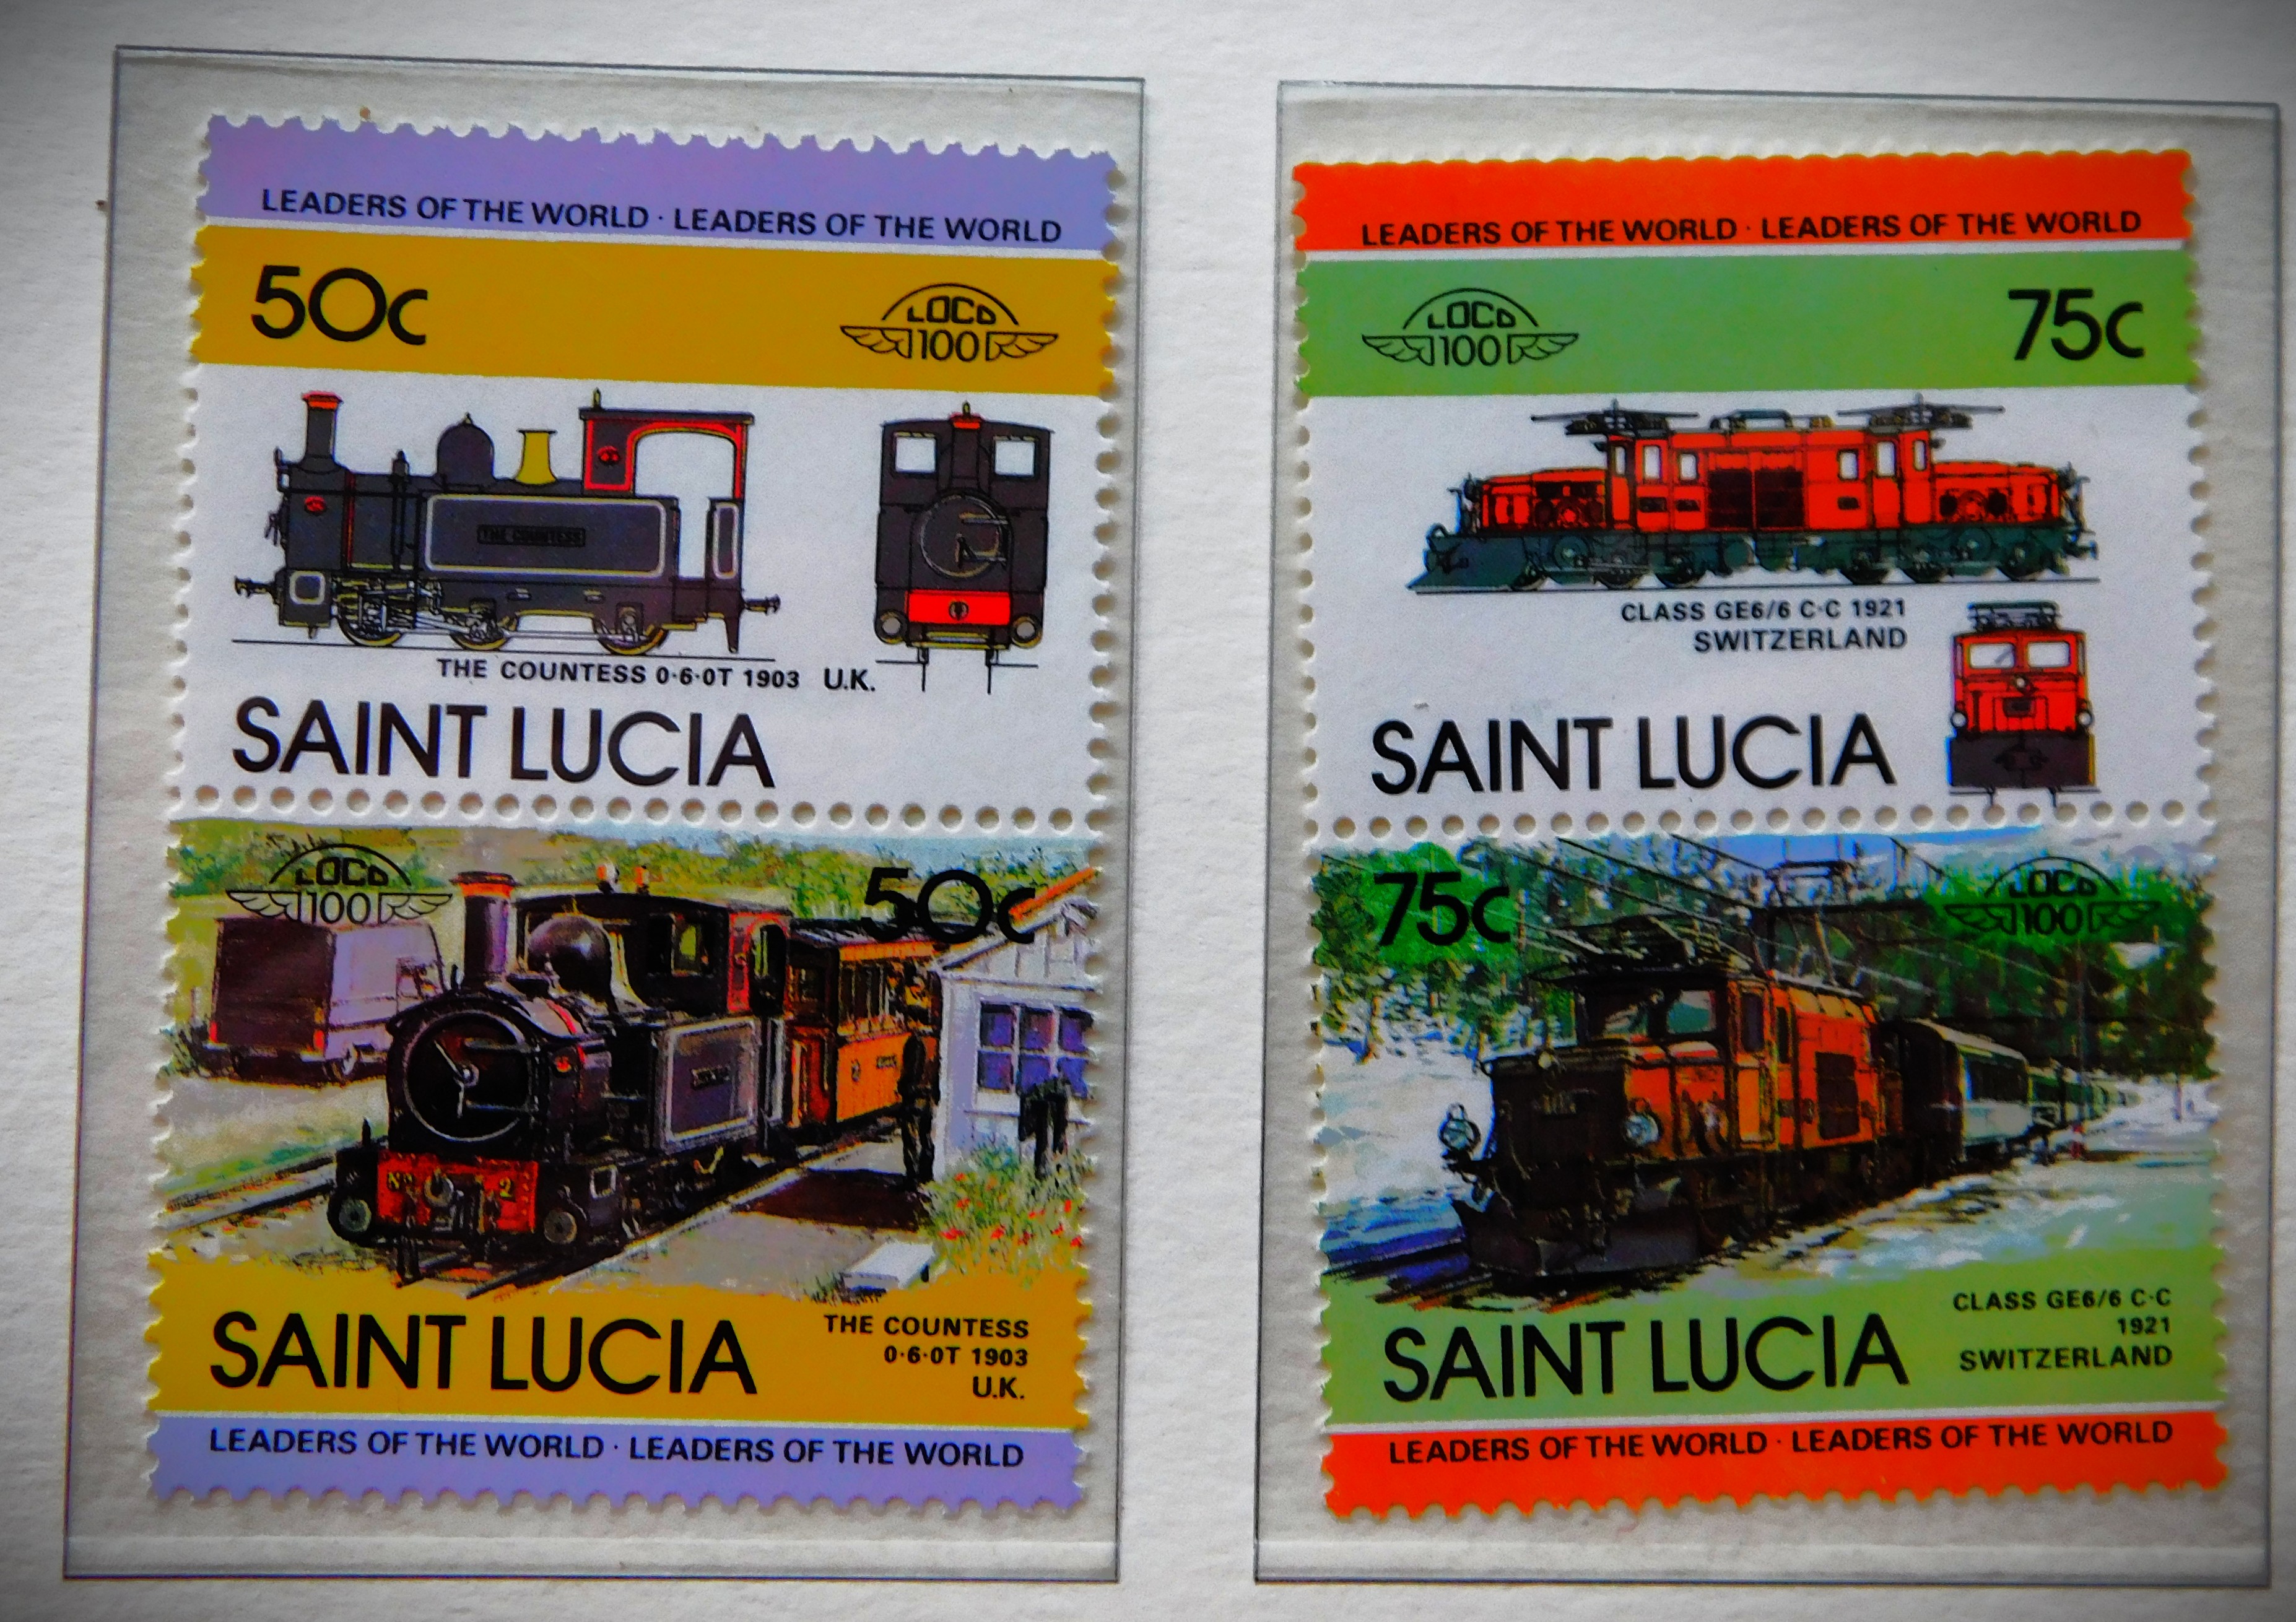 LEADERS OF THE WORLD · LEADERS OF THE WORLD
50c
LOCO
100
THE COUNTESS
THE COUNTESS 0·6·0T 1903 U.K.
SAINT LUCIA
LOCO
100
50c
No 2
SAINT LUCIA
THE COUNTESS
0·6·0T 1903
U.K.
LEADERS OF THE WORLD · LEADERS OF THE WORLD
LEADERS OF THE WORLD · LEADERS OF THE WORLD
LOCO
100
75c
CLASS GE6/6 C·C 1921
SWITZERLAND
SAINT LUCIA
75c
LOCO
100
SAINT LUCIA
CLASS GE6/6 C·C
1921
SWITZERLAND
LEADERS OF THE WORLD · LEADERS OF THE WORLD